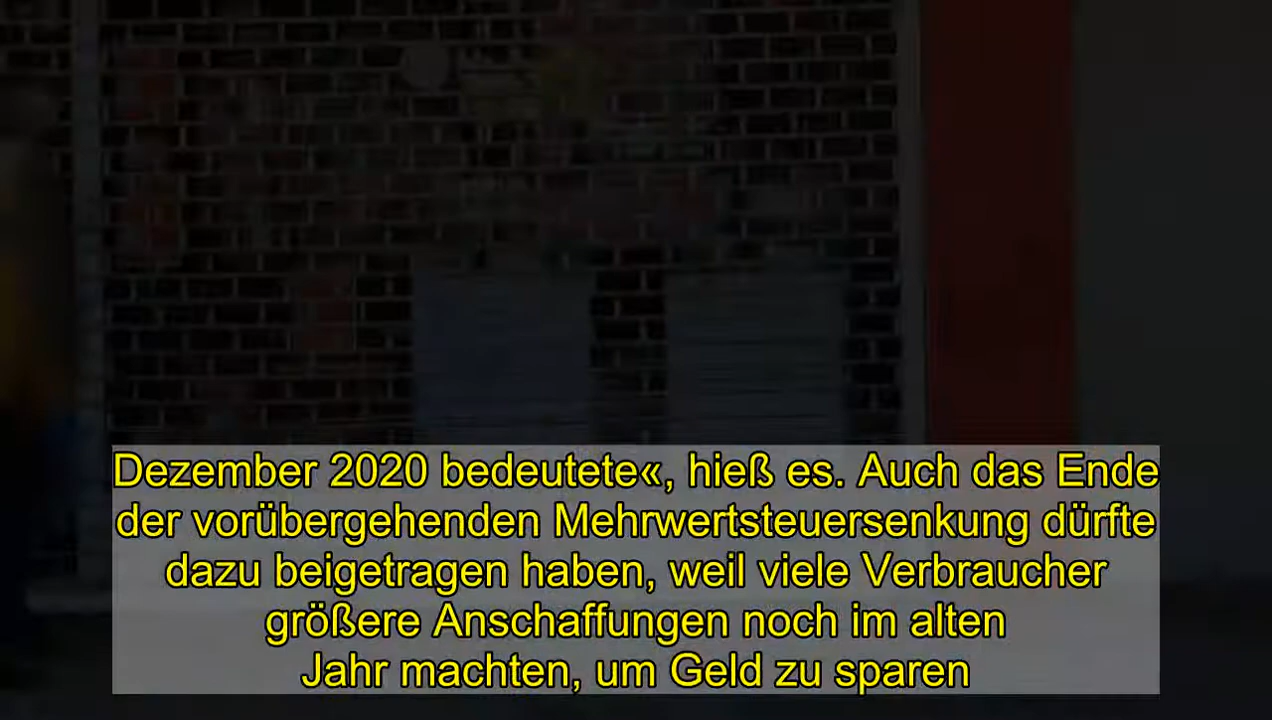 Dezember 2020 bedeutete«, hieß es. Auch das Ende
der vorübergehenden Mehrwertsteuersenkung dürfte
dazu beigetragen haben, weil viele Verbraucher
größere Anschaffungen noch im alten
Jahr machten, um Geld zu sparen